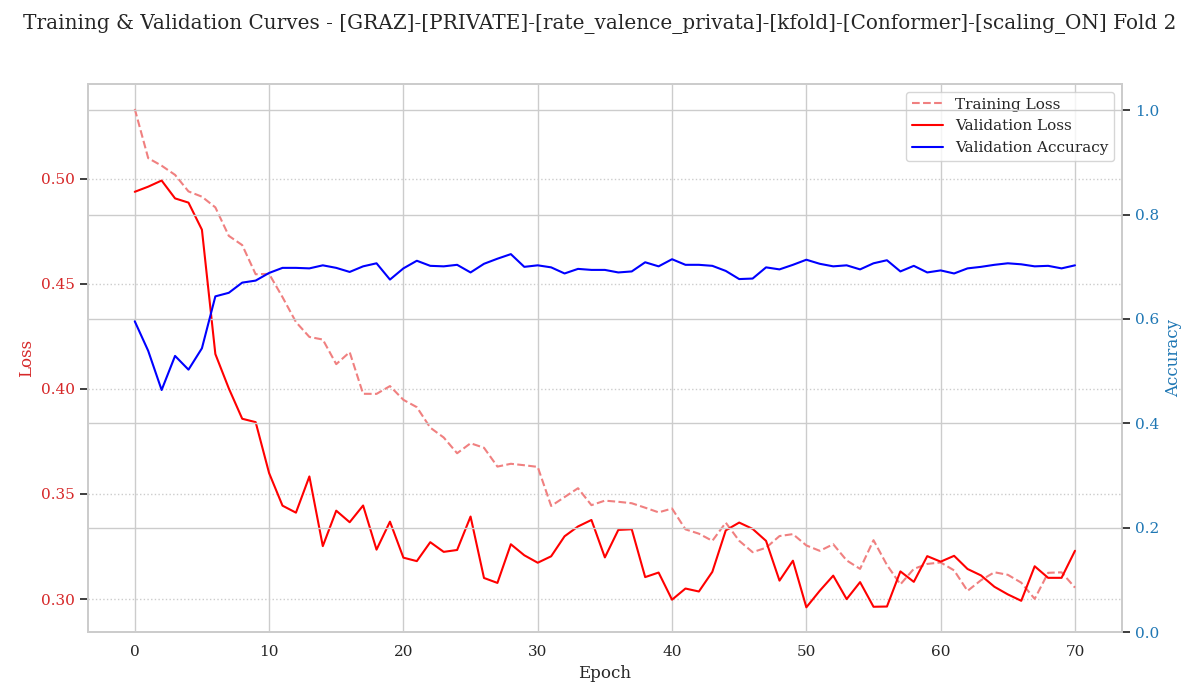 Training & Validation Curves - [GRAZ]-[PRIVATE]-[rate_valence_privata]-[kfold]-[Conformer]-[scaling_ON] Fold 2
Training Loss
Validation Loss
Validation Accuracy
Loss
0.50
0.45
0.40
0.35
0.30
1.0
0.8
0.6
0.4
0.2
0.0
Accuracy
0
10
20
30
40
50
60
70
Epoch